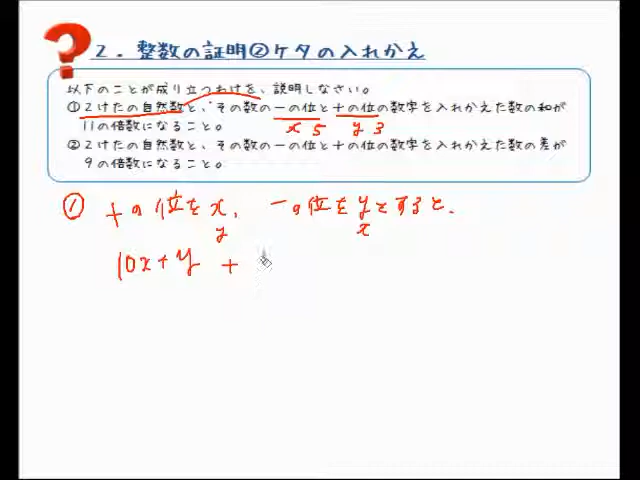 2．整数の証明②ケタの入れかえ
以下のことが成り立つわけを、説明しなさい。
①２けたの自然数と、その数の一の位と十の位の数字を入れかえた数の和が
11の倍数になること。
x 5 y 3
②２けたの自然数と、その数の一の位と十の位の数字を入れかえた数の差が
９の倍数になること。
① 十の位を x, 一の位を y とすると.
y x
10x+y +